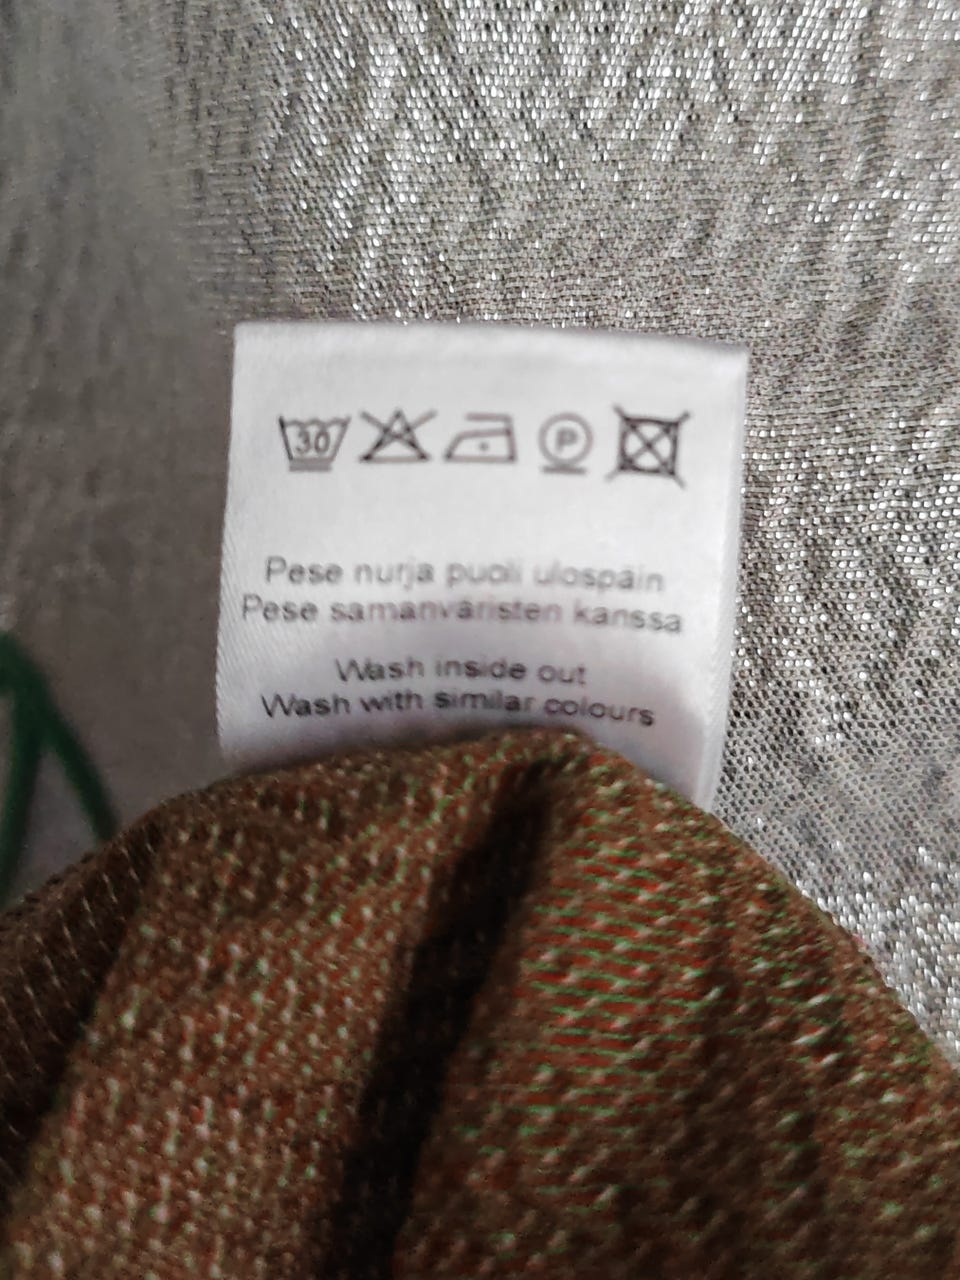 30 P
Pese nurja puoli ulospäin
Pese samanväristen kanssa
Wash inside out
Wash with similar colours